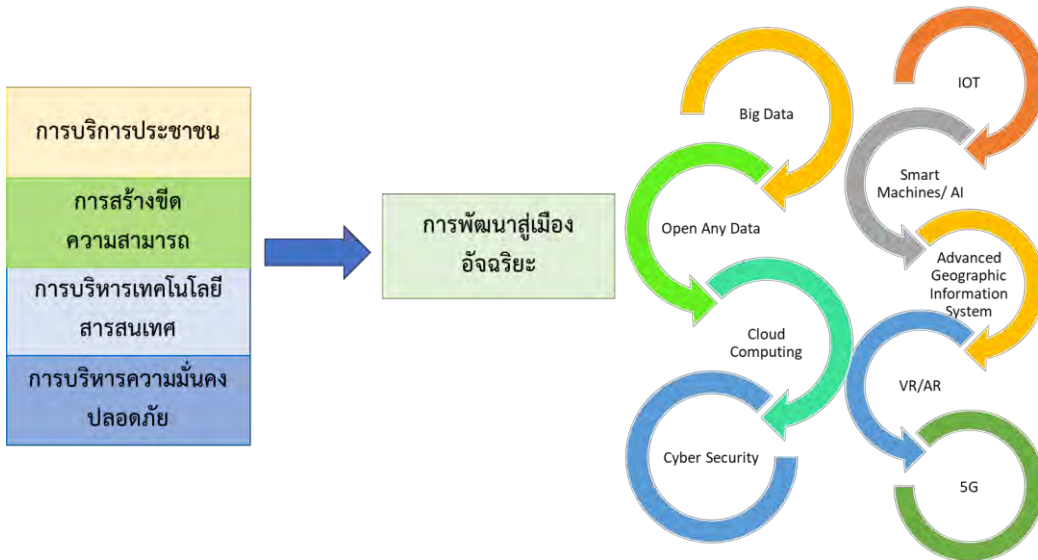 การบริการประชาชน
การสร้างขีด
ความสามารถ
การบริหารเทคโนโลยี
สารสนเทศ
การบริหารความมั่นคง
ปลอดภัย
การพัฒนาสู่เมือง
อัจฉริยะ
Big Data
Open Any Data
Cloud
Computing
Cyber Security
IOT
Smart
Machines/ AI
Advanced
Geographic
Information
System
VR/AR
5G